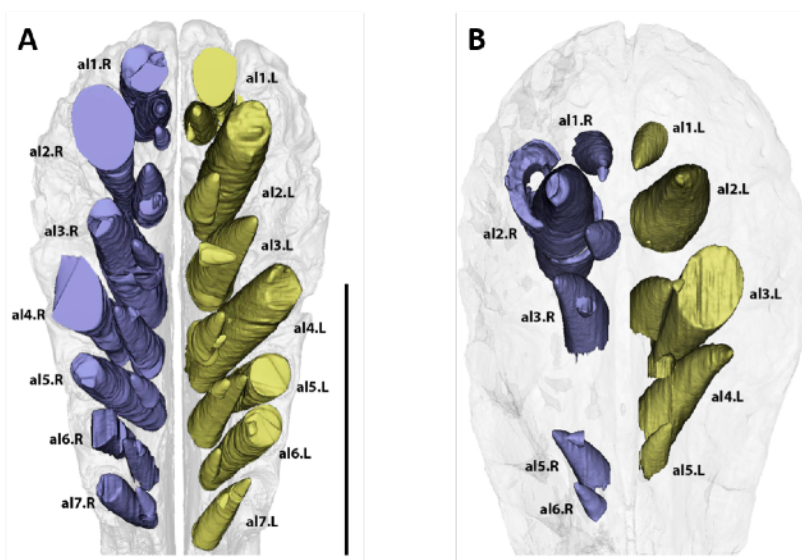 A
al1.R
al1.L
al2.R
al2.L
al3.R
al3.L
al4.R
al4.L
al5.R
al5.L
al6.R
al6.L
al7.R
al7.L
B
al1.R
al1.L
al2.L
al2.R
al3.L
al3.R
al4.L
al5.R
al5.L
al6.R